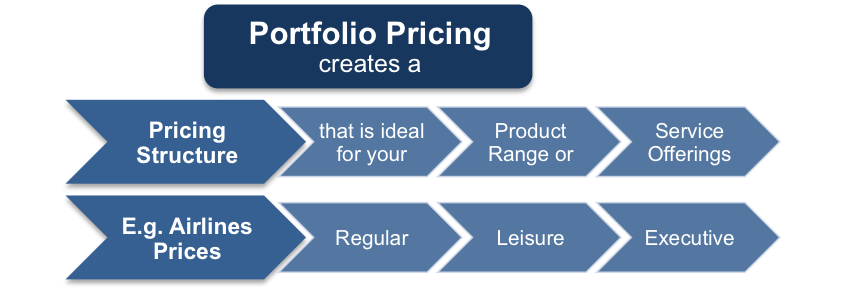 Portfolio Pricing
creates a
Pricing
Structure
that is ideal
for your
Product
Range or
Service
Offerings
E.g. Airlines
Prices
Regular
Leisure
Executive